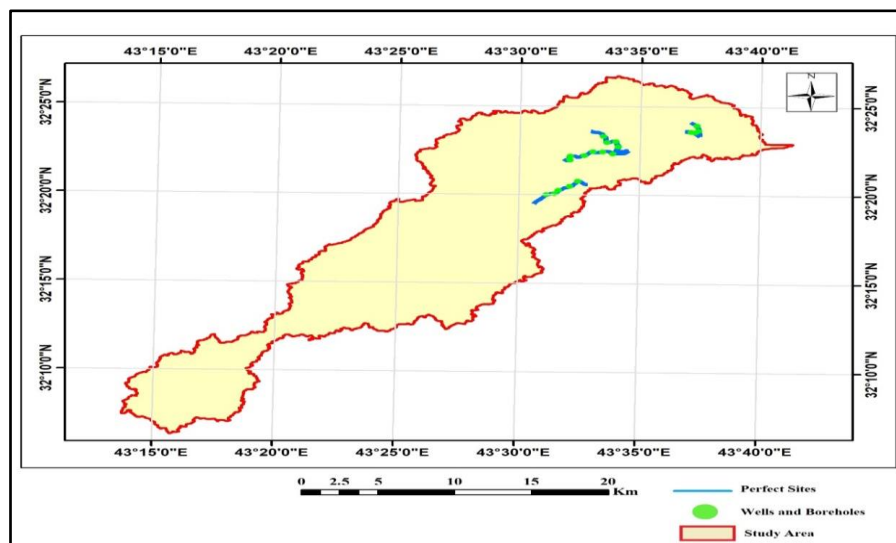 43°15'0"E 43°20'0"E 43°25'0"E 43°30'0"E 43°35'0"E 43°40'0"E
N
32°25'0"N 32°25'0"N
32°20'0"N 32°20'0"N
32°15'0"N 32°15'0"N
32°10'0"N 32°10'0"N
43°15'0"E 43°20'0"E 43°25'0"E 43°30'0"E 43°35'0"E 43°40'0"E
0 2.5 5 10 15 20
Km
Perfect Sites
Wells and Boreholes
Study Area